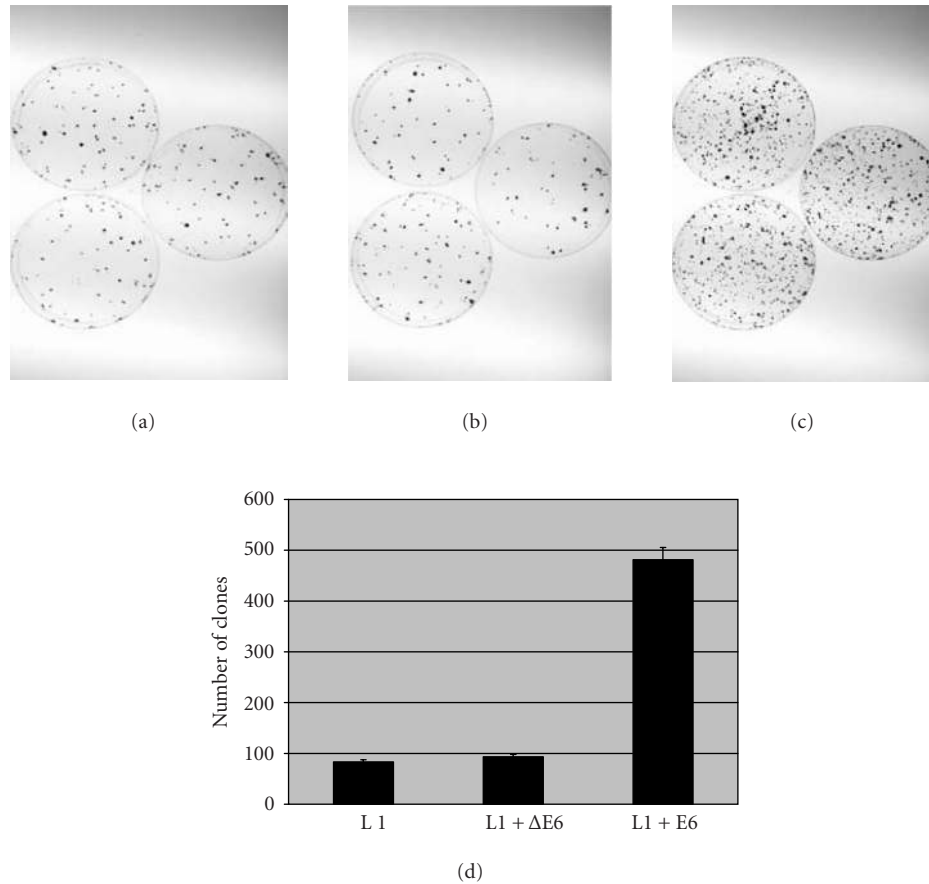 (a)
(b)
(c)
600
500
400
300
200
100
0
Number of clones
L 1
L1 + ΔE6
L1 + E6
(d)